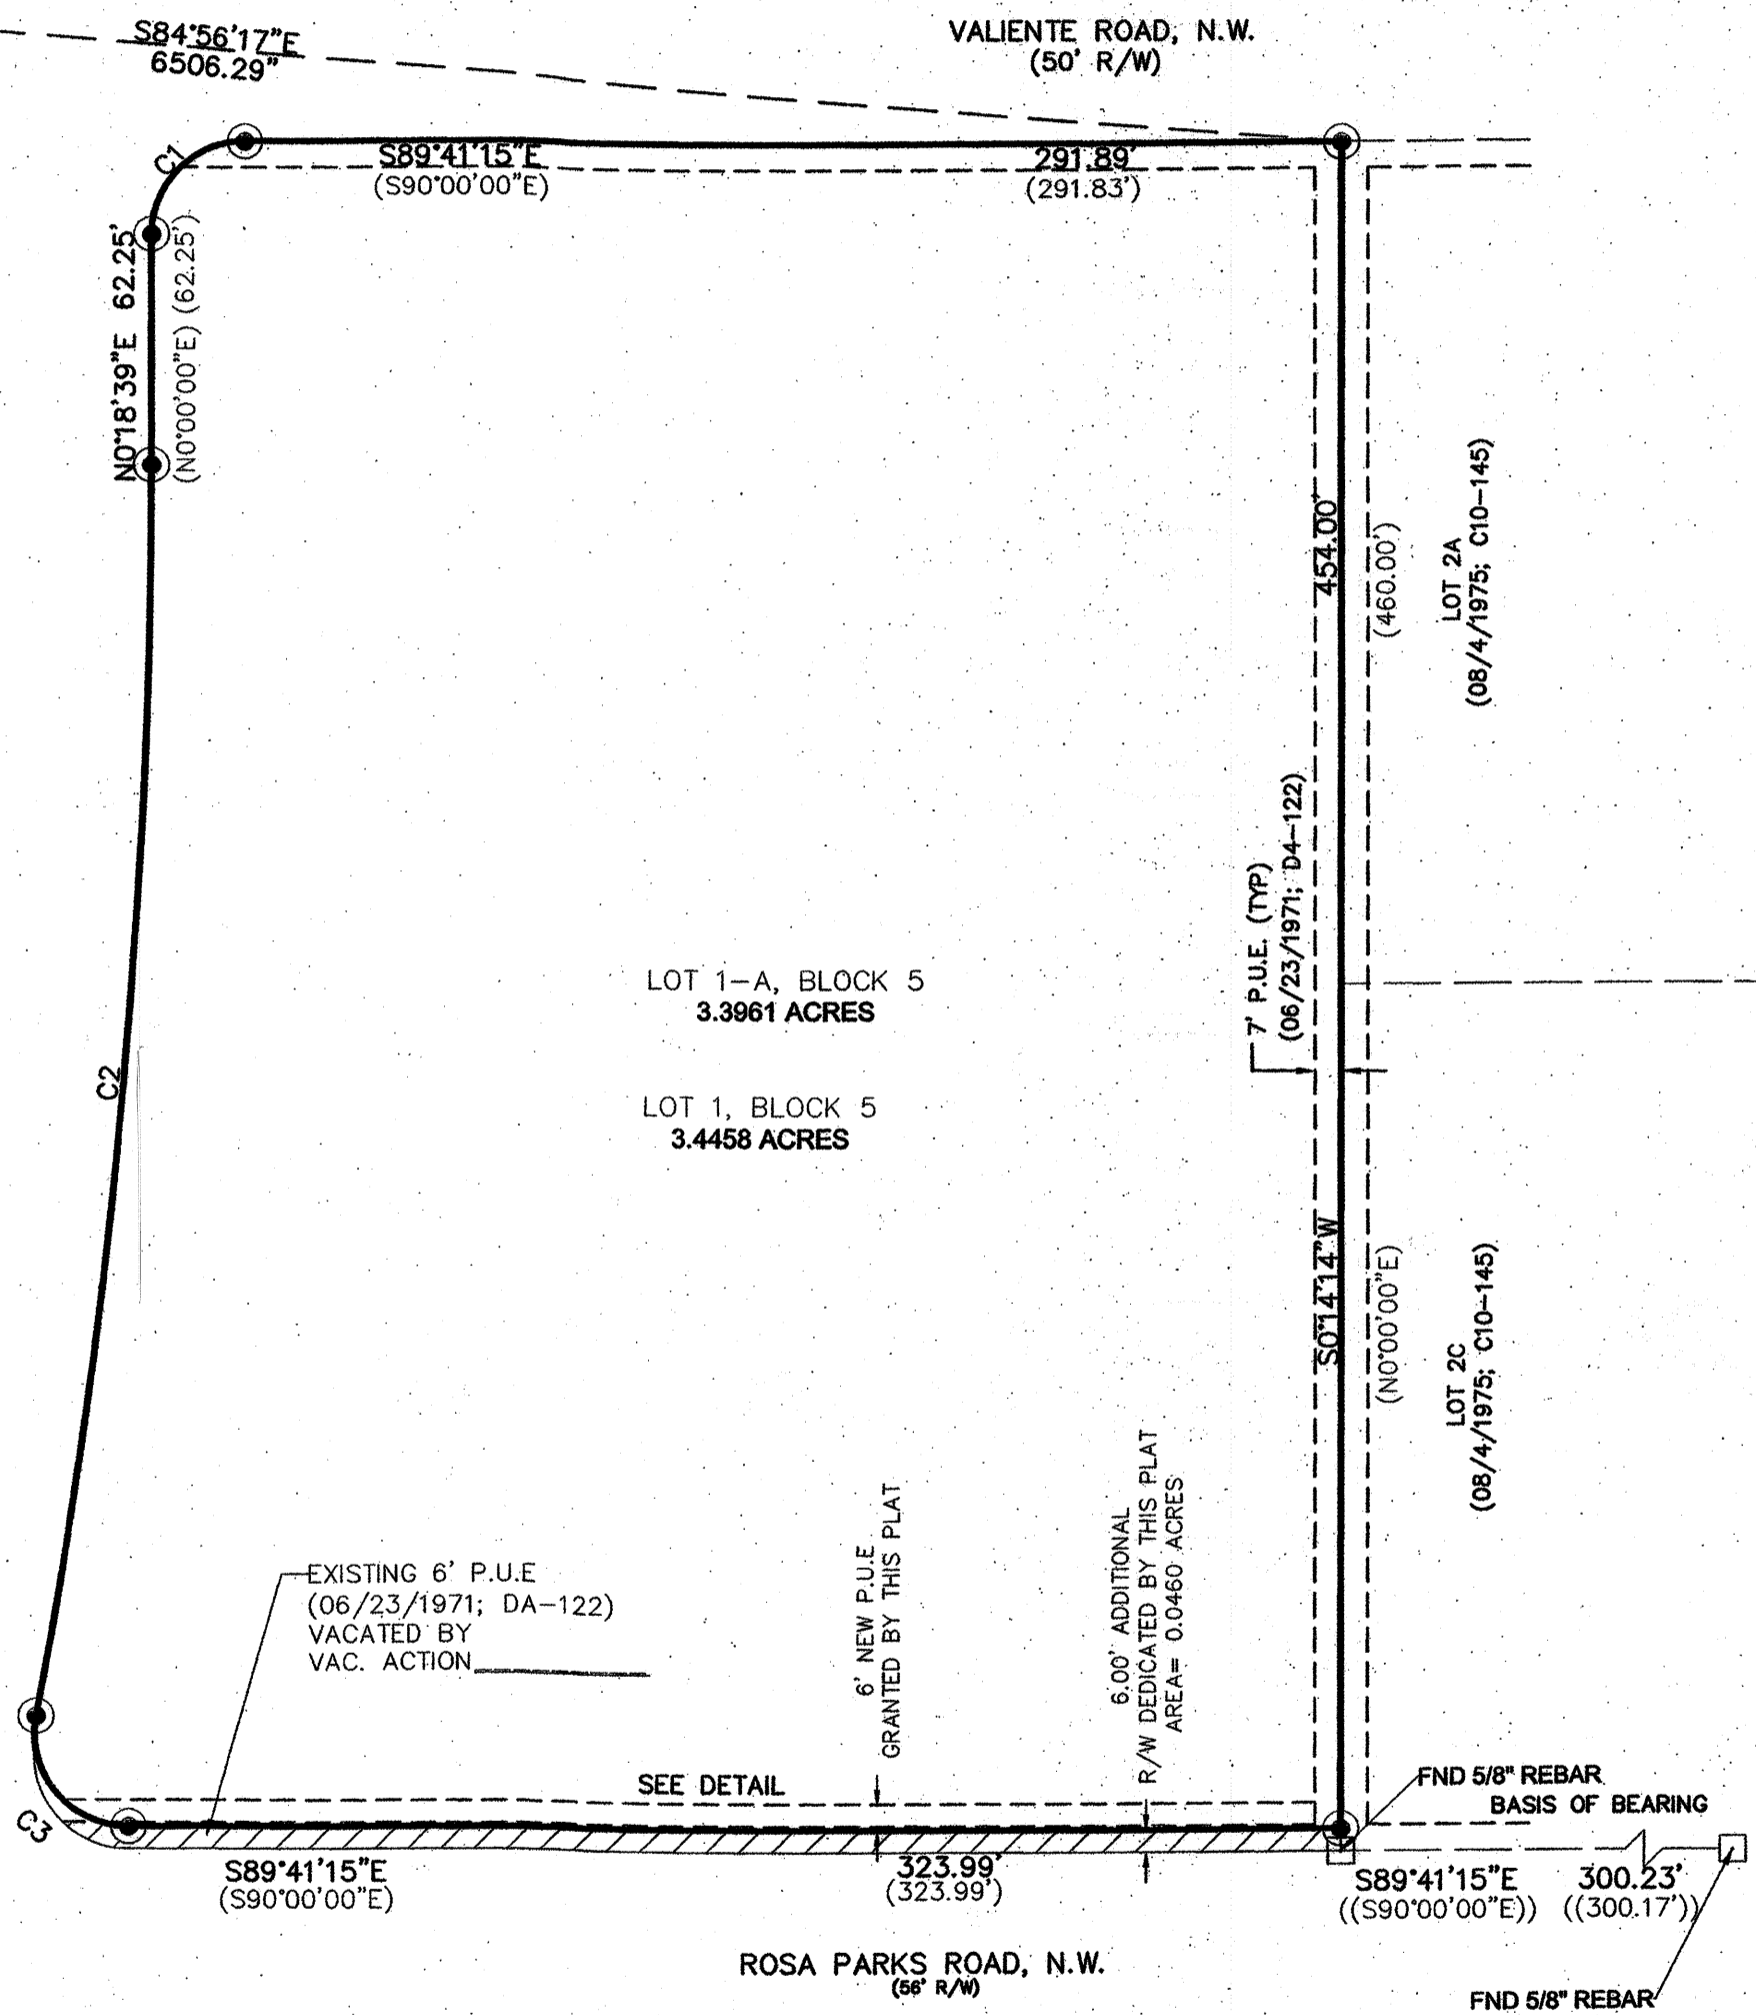 S84°56'17"E
6506.29"
VALIENTE ROAD, N.W.
(50' R/W)
C1
S89°41'15"E
(S90°00'00"E)
291.89'
(291.83')
N0°18'39"E 62.25'
(N0°00'00"E) (62.25')
454.00'
(460.00')
LOT 2A
(08/4/1975; C10-145)
7' P.U.E. (TYP)
(06/23/1971; D4-122)
LOT 1-A, BLOCK 5
3.3961 ACRES
C2
LOT 1, BLOCK 5
3.4458 ACRES
S0°14'14"W
(N0°00'00"E)
LOT 2C
(08/4/1975; C10-145)
EXISTING 6' P.U.E
(06/23/1971; DA-122)
VACATED BY
VAC. ACTION
6' NEW P.U.E
GRANTED BY THIS PLAT
6.00' ADDITIONAL
R/W DEDICATED BY THIS PLAT
AREA= 0.0460 ACRES
SEE DETAIL
FND 5/8" REBAR
BASIS OF BEARING
C3
S89°41'15"E
(S90°00'00"E)
323.99'
(323.99')
S89°41'15"E 300.23'
((S90°00'00"E)) ((300.17'))
ROSA PARKS ROAD, N.W.
(56' R/W)
FND 5/8" REBAR